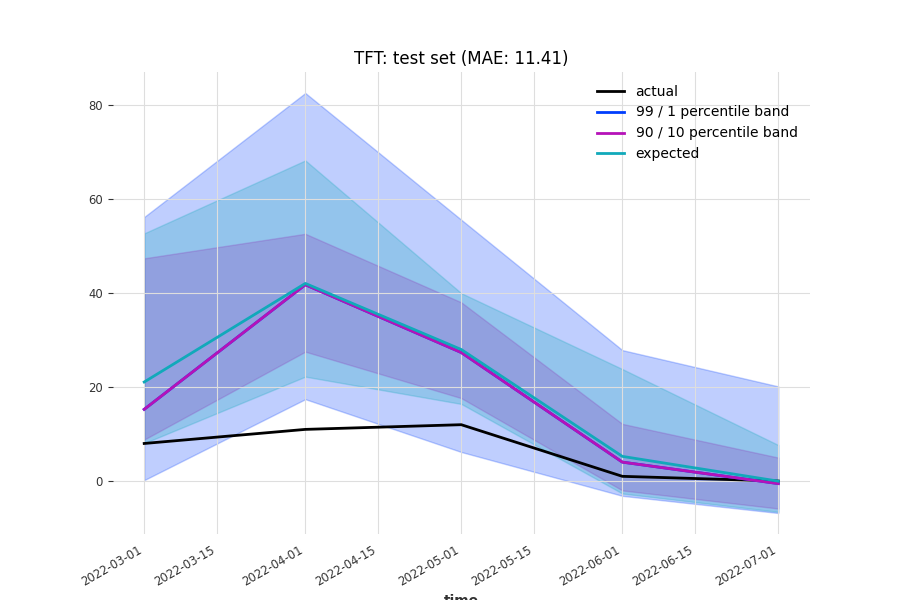 TFT: test set (MAE: 11.41)
actual
99 / 1 percentile band
90 / 10 percentile band
expected
80
60
40
20
0
2022-03-01
2022-03-15
2022-04-01
2022-04-15
2022-05-01
2022-05-15
2022-06-01
2022-06-15
2022-07-01
time